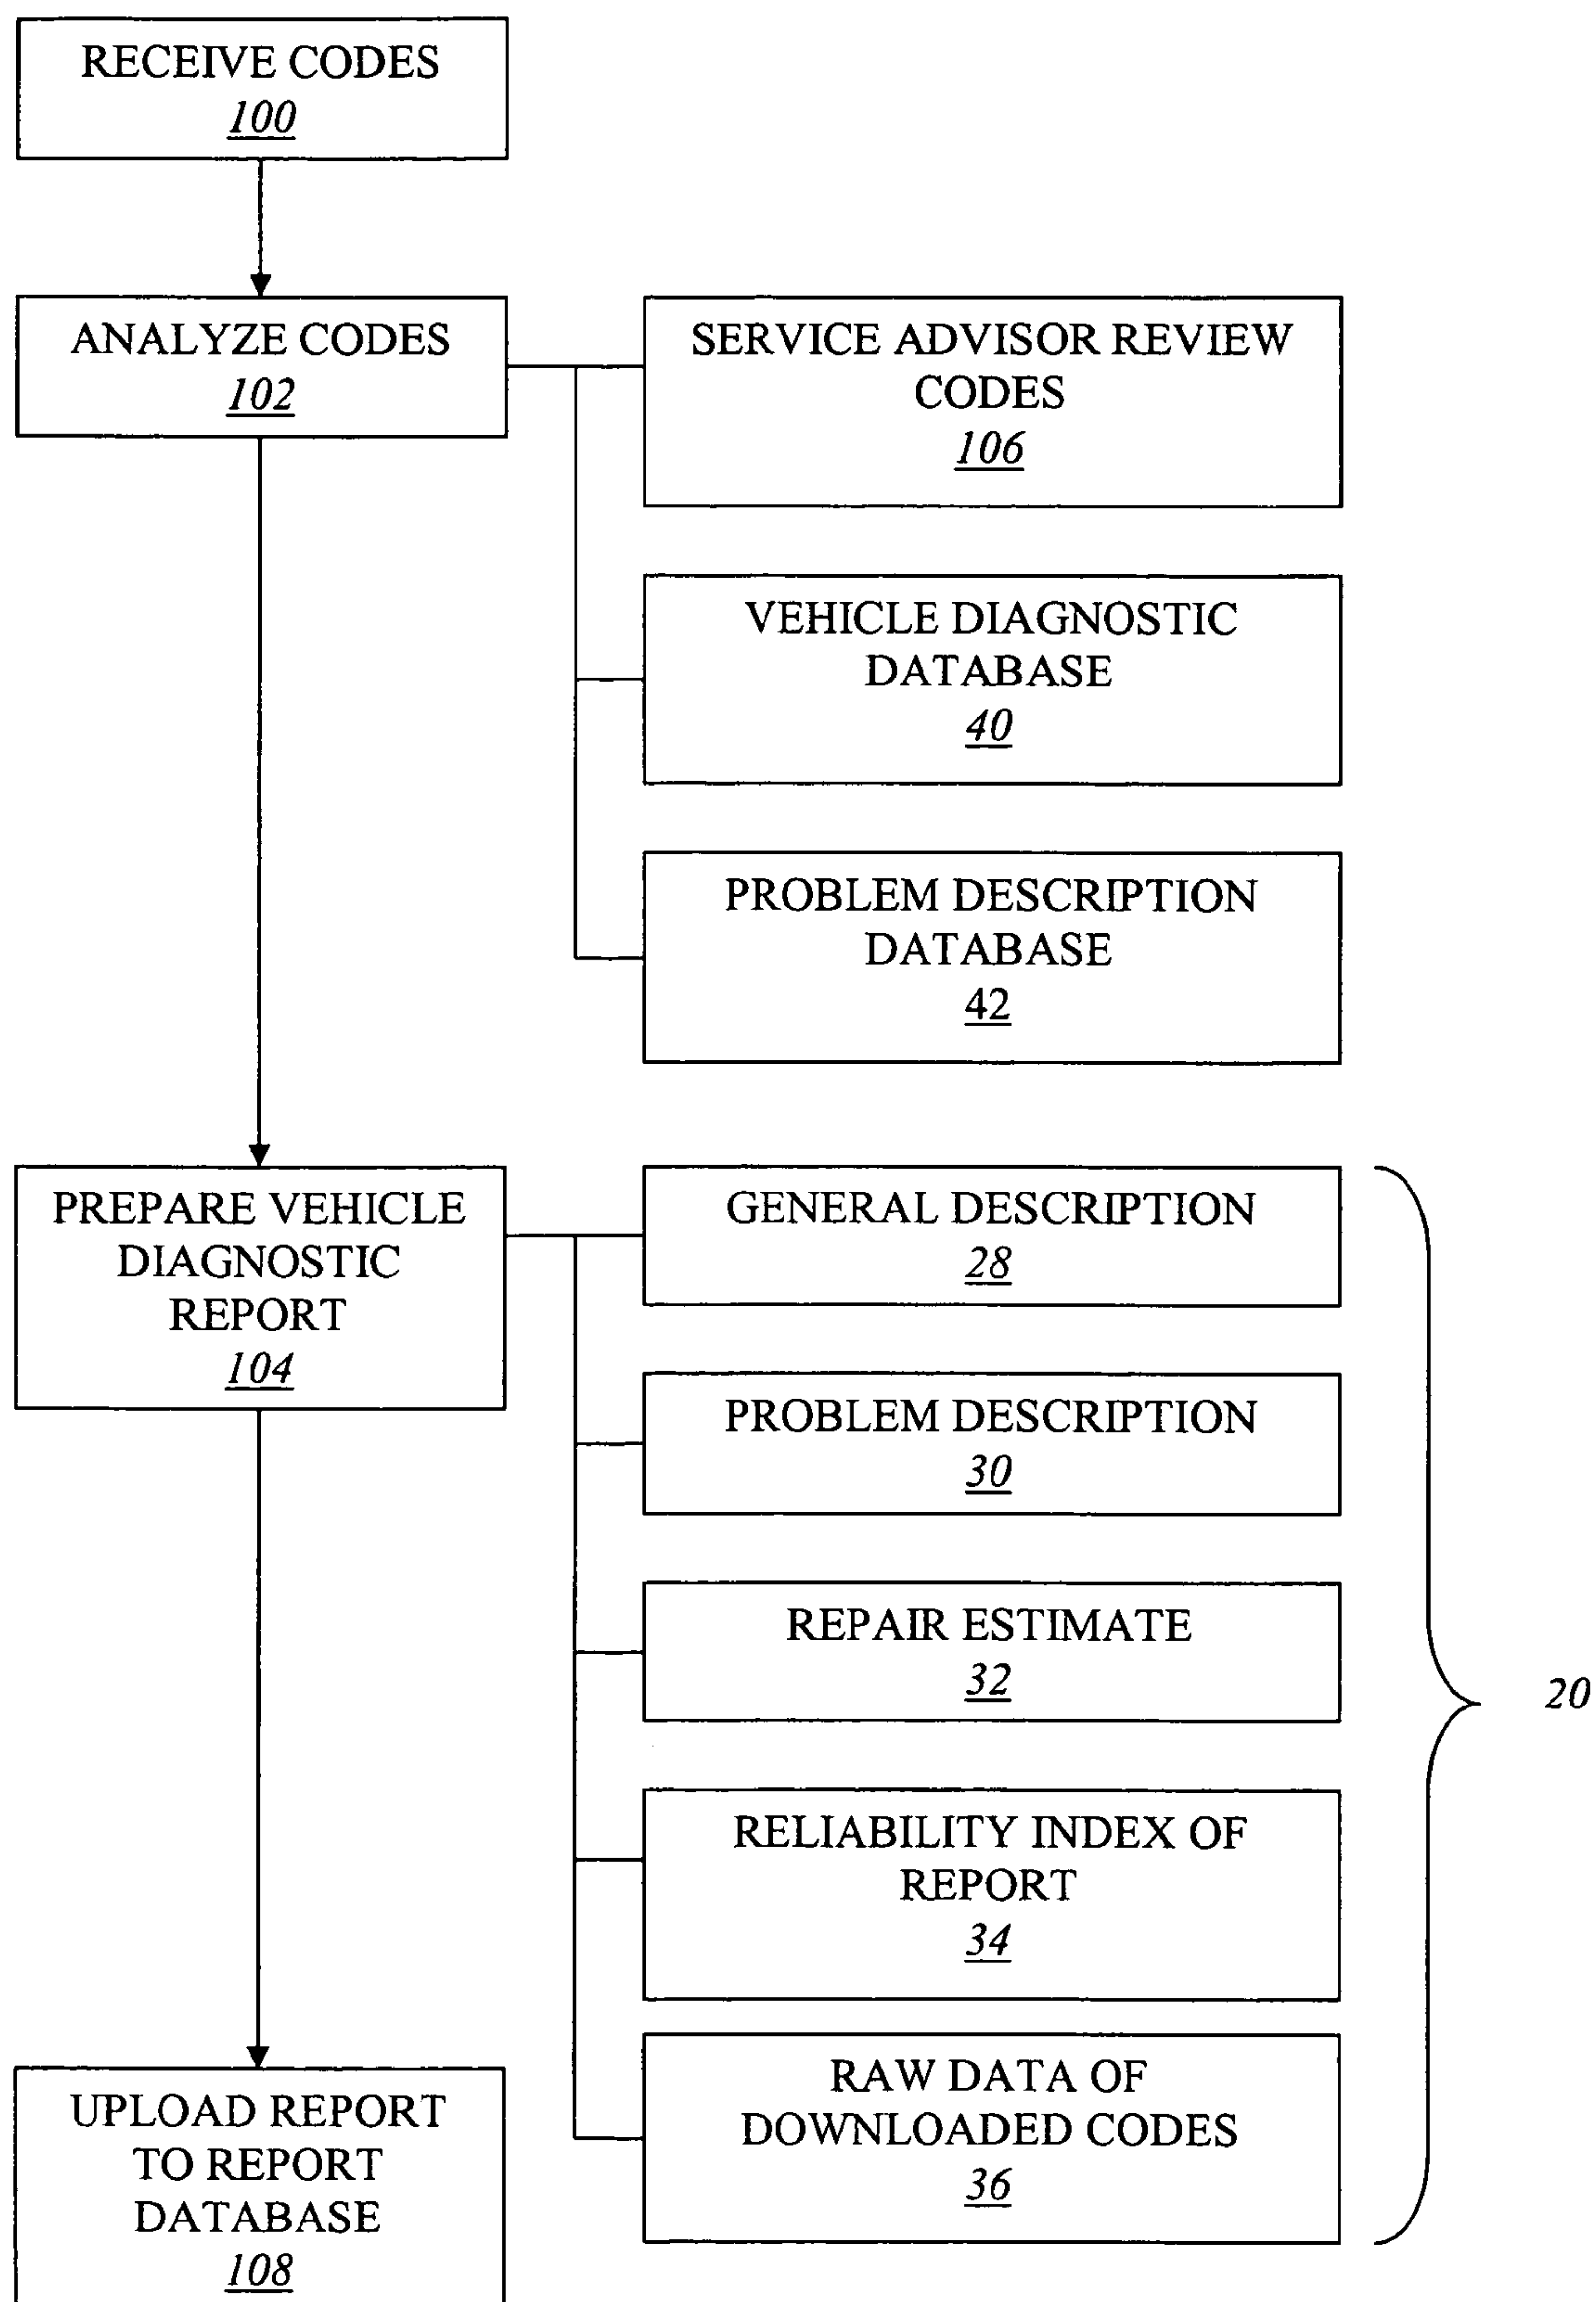 RECEIVE CODES
100
ANALYZE CODES
102
SERVICE ADVISOR REVIEW
CODES
106
VEHICLE DIAGNOSTIC
DATABASE
40
PROBLEM DESCRIPTION
DATABASE
42
PREPARE VEHICLE
DIAGNOSTIC
REPORT
104
GENERAL DESCRIPTION
28
PROBLEM DESCRIPTION
30
REPAIR ESTIMATE
32
RELIABILITY INDEX OF
REPORT
34
RAW DATA OF
DOWNLOADED CODES
36
20
UPLOAD REPORT
TO REPORT
DATABASE
108